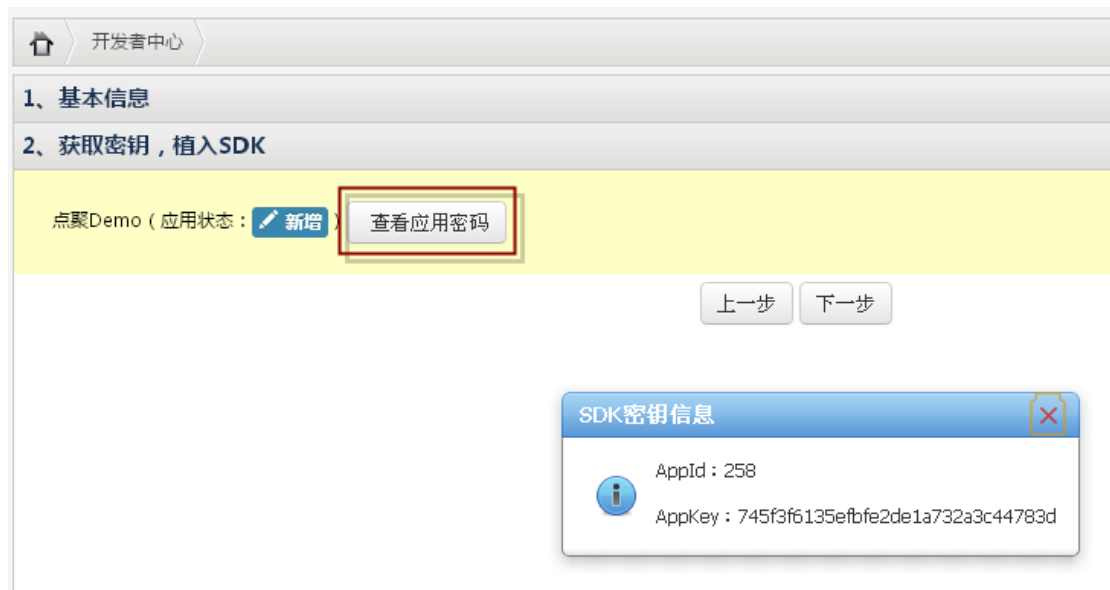 开发者中心
1、基本信息
2、获取密钥，植入SDK
点聚Demo（应用状态：新增） 查看应用密码
上一步 下一步
SDK密钥信息
AppId：258
AppKey：745f3f6135efbfe2de1a732a3c44783d